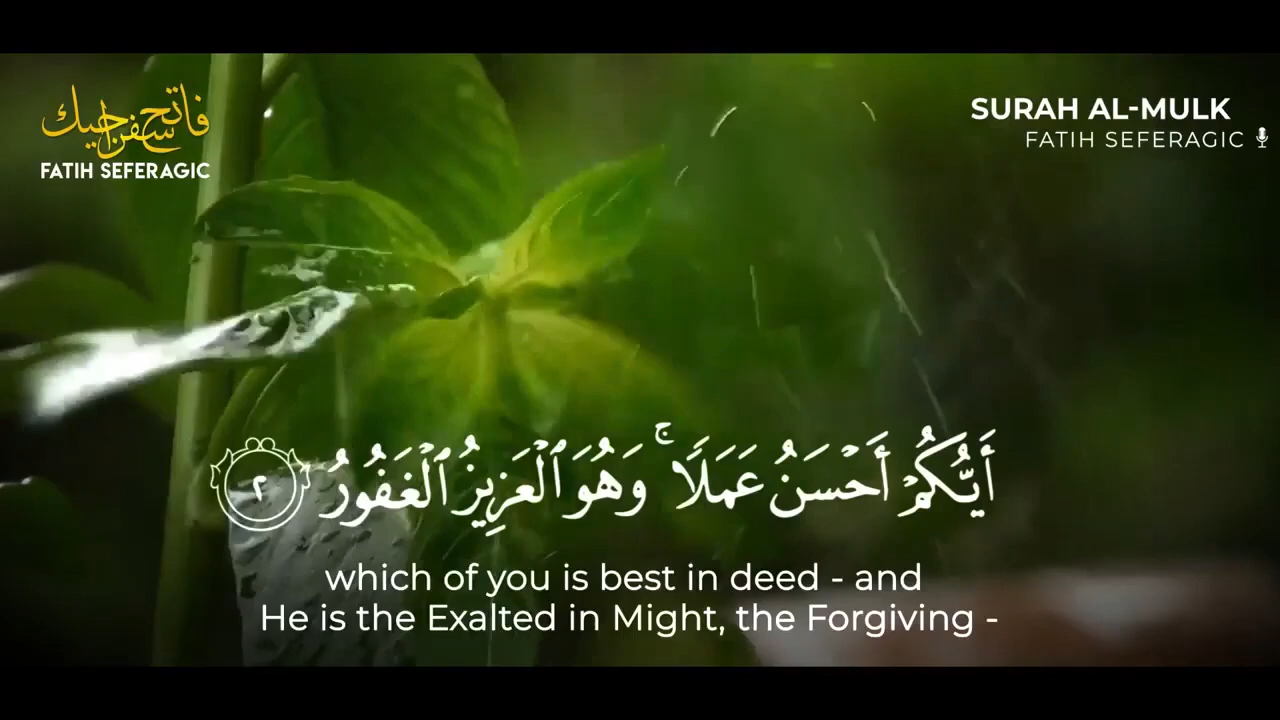 فاتح سفرجيك
FATIH SEFERAGIC
SURAH AL-MULK
FATIH SEFERAGIC
أَيُّكُمۡ أَحۡسَنُ عَمَلٗاۚ وَهُوَ ٱلۡعَزِيزُ ٱلۡغَفُورُ ٢
which of you is best in deed - and
He is the Exalted in Might, the Forgiving -